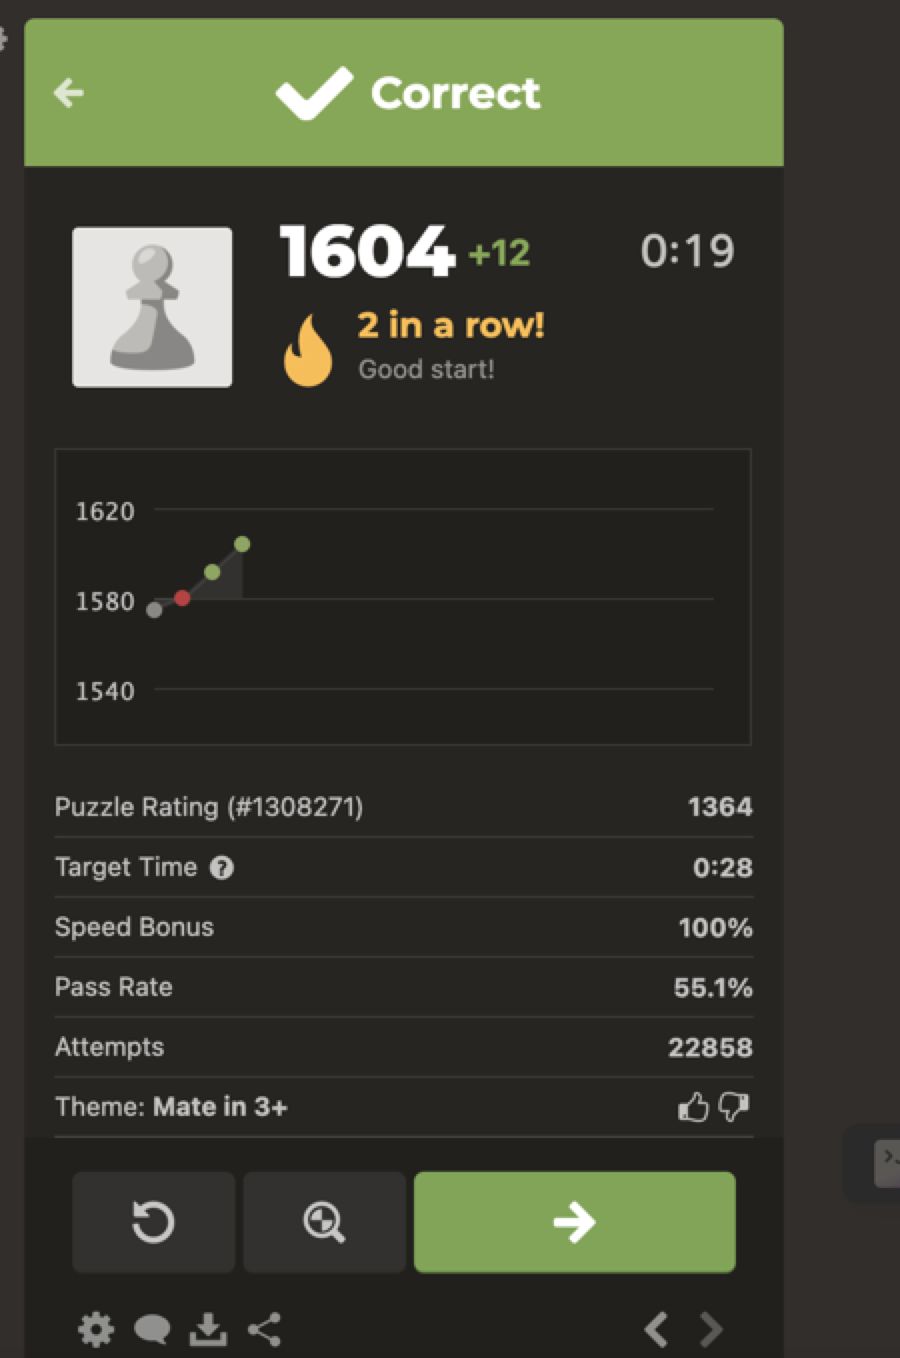 Correct
1604 +12 0:19
2 in a row!
Good start!
1620
1580
1540
Puzzle Rating (#1308271) 1364
Target Time ? 0:28
Speed Bonus 100%
Pass Rate 55.1%
Attempts 22858
Theme: Mate in 3+